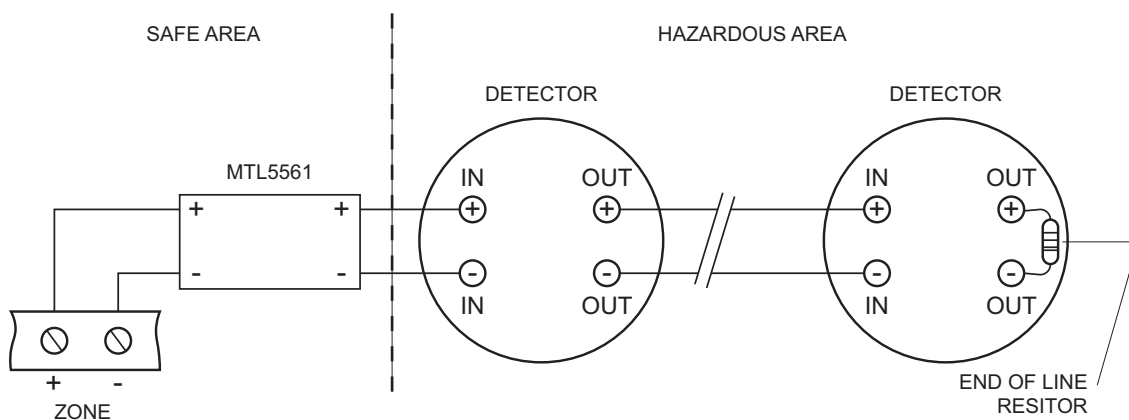 SAFE AREA
HAZARDOUS AREA
DETECTOR
DETECTOR
MTL5561
IN
OUT
IN
OUT
+
+
+
+
+
+
-
-
-
-
-
-
IN
OUT
IN
OUT
+
-
ZONE
END OF LINE
RESITOR